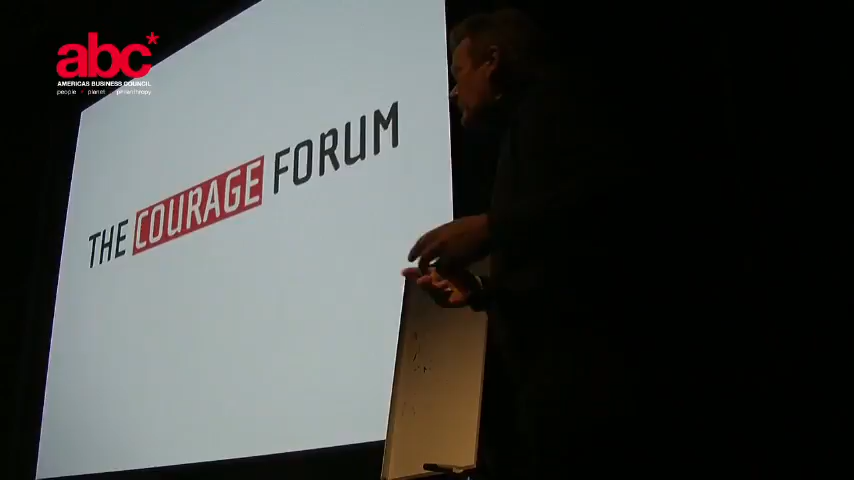 abc*
AMERICAS BUSINESS COUNCIL
people planet philanthropy
THE COURAGE FORUM